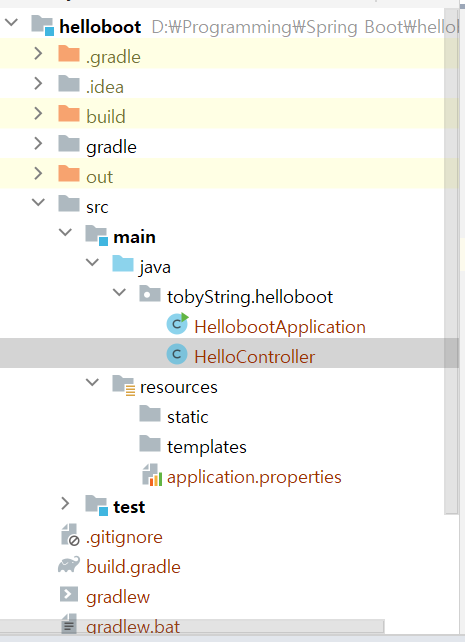 helloboot D:₩Programming₩Spring Boot₩hellol
.gradle
.idea
build
gradle
out
src
main
java
tobyString.helloboot
HellobootApplication
HelloController
resources
static
templates
application.properties
test
.gitignore
build.gradle
gradlew
gradlew.bat